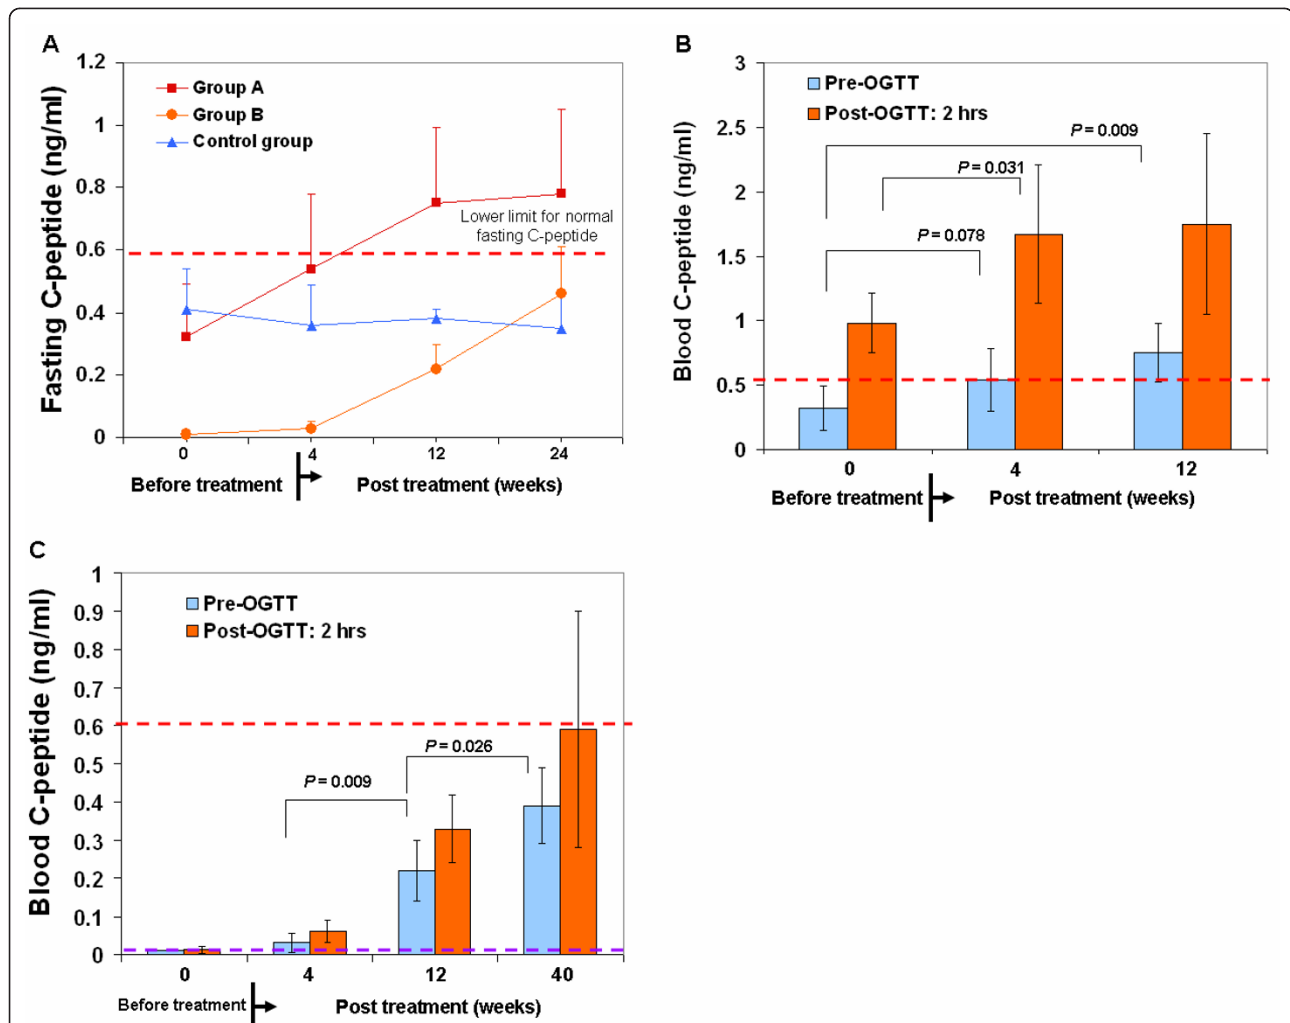 A
Fasting C-peptide (ng/ml)
1.2
1
0.8
0.6
0.4
0.2
0
Group A
Group B
Control group
Lower limit for normal
fasting C-peptide
0 4 12 24
Before treatment Post treatment (weeks)
B
Blood C-peptide (ng/ml)
3
2.5
2
1.5
1
0.5
0
Pre-OGTT
Post-OGTT: 2 hrs
P = 0.009
P = 0.031
P = 0.078
0 4 12
Before treatment Post treatment (weeks)
C
Blood C-peptide (ng/ml)
1
0.9
0.8
0.7
0.6
0.5
0.4
0.3
0.2
0.1
0
Pre-OGTT
Post-OGTT: 2 hrs
P = 0.026
P = 0.009
0 4 12 40
Before treatment Post treatment (weeks)